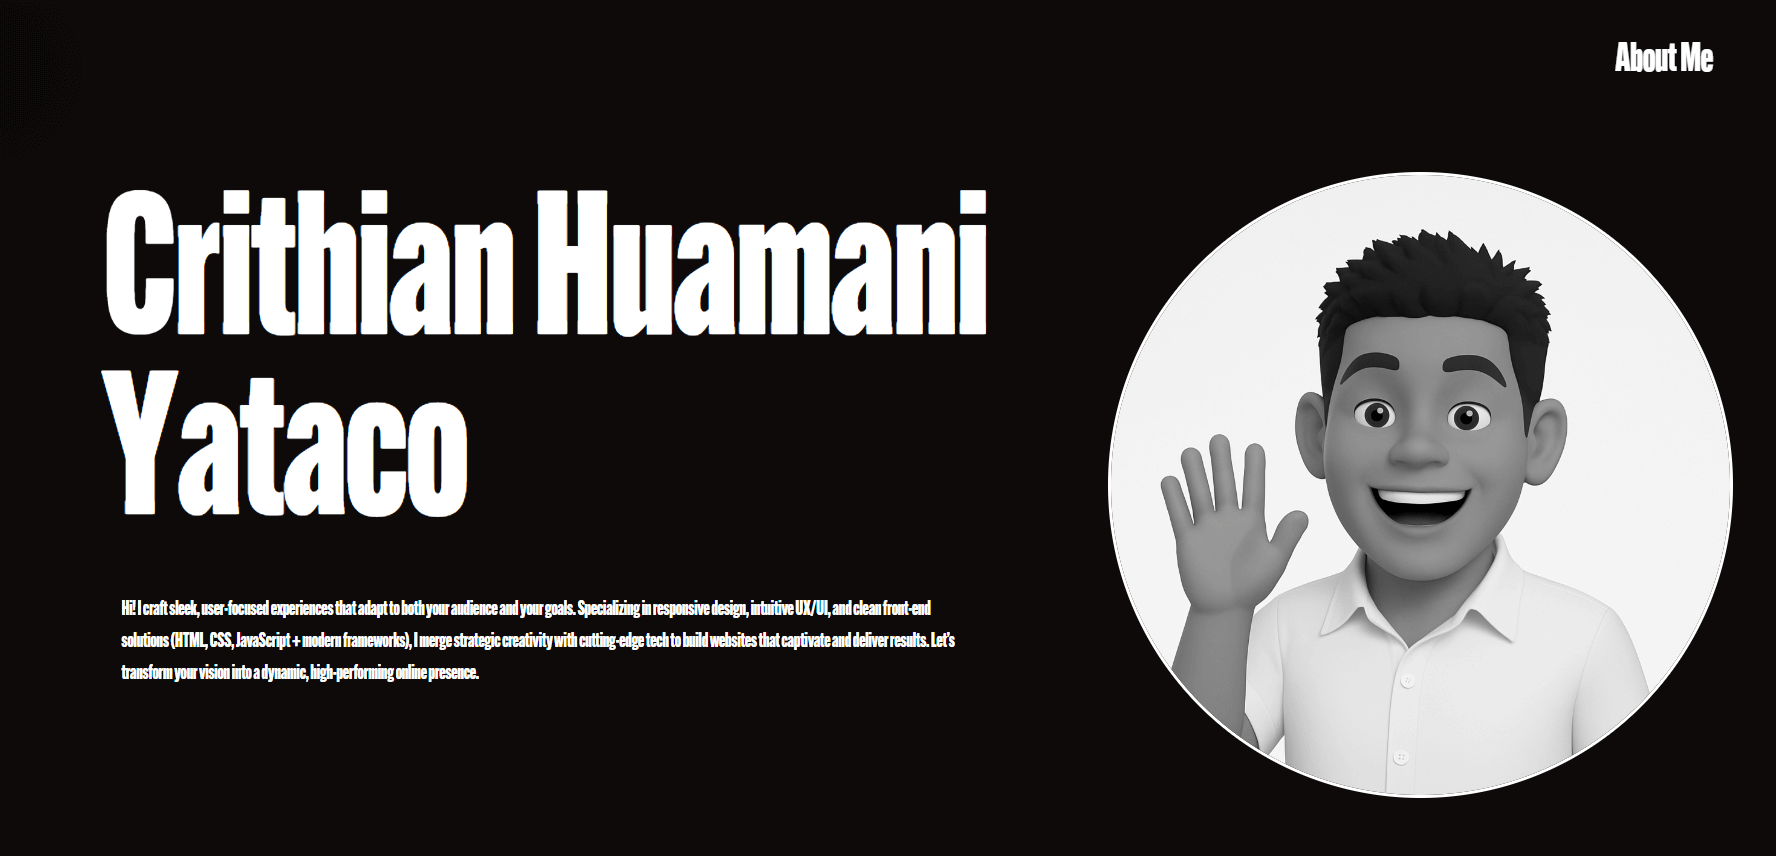 About Me
Crithian Huamani
Yataco
Hi! I craft sleek, user-focused experiences that adapt to both your audience and your goals. Specializing in responsive design, intuitive UX/UI, and clean front-end
solutions (HTML, CSS, JavaScript + modern frameworks), I merge strategic creativity with cutting-edge tech to build websites that captivate and deliver results. Let's
transform your vision into a dynamic, high-performing online presence.